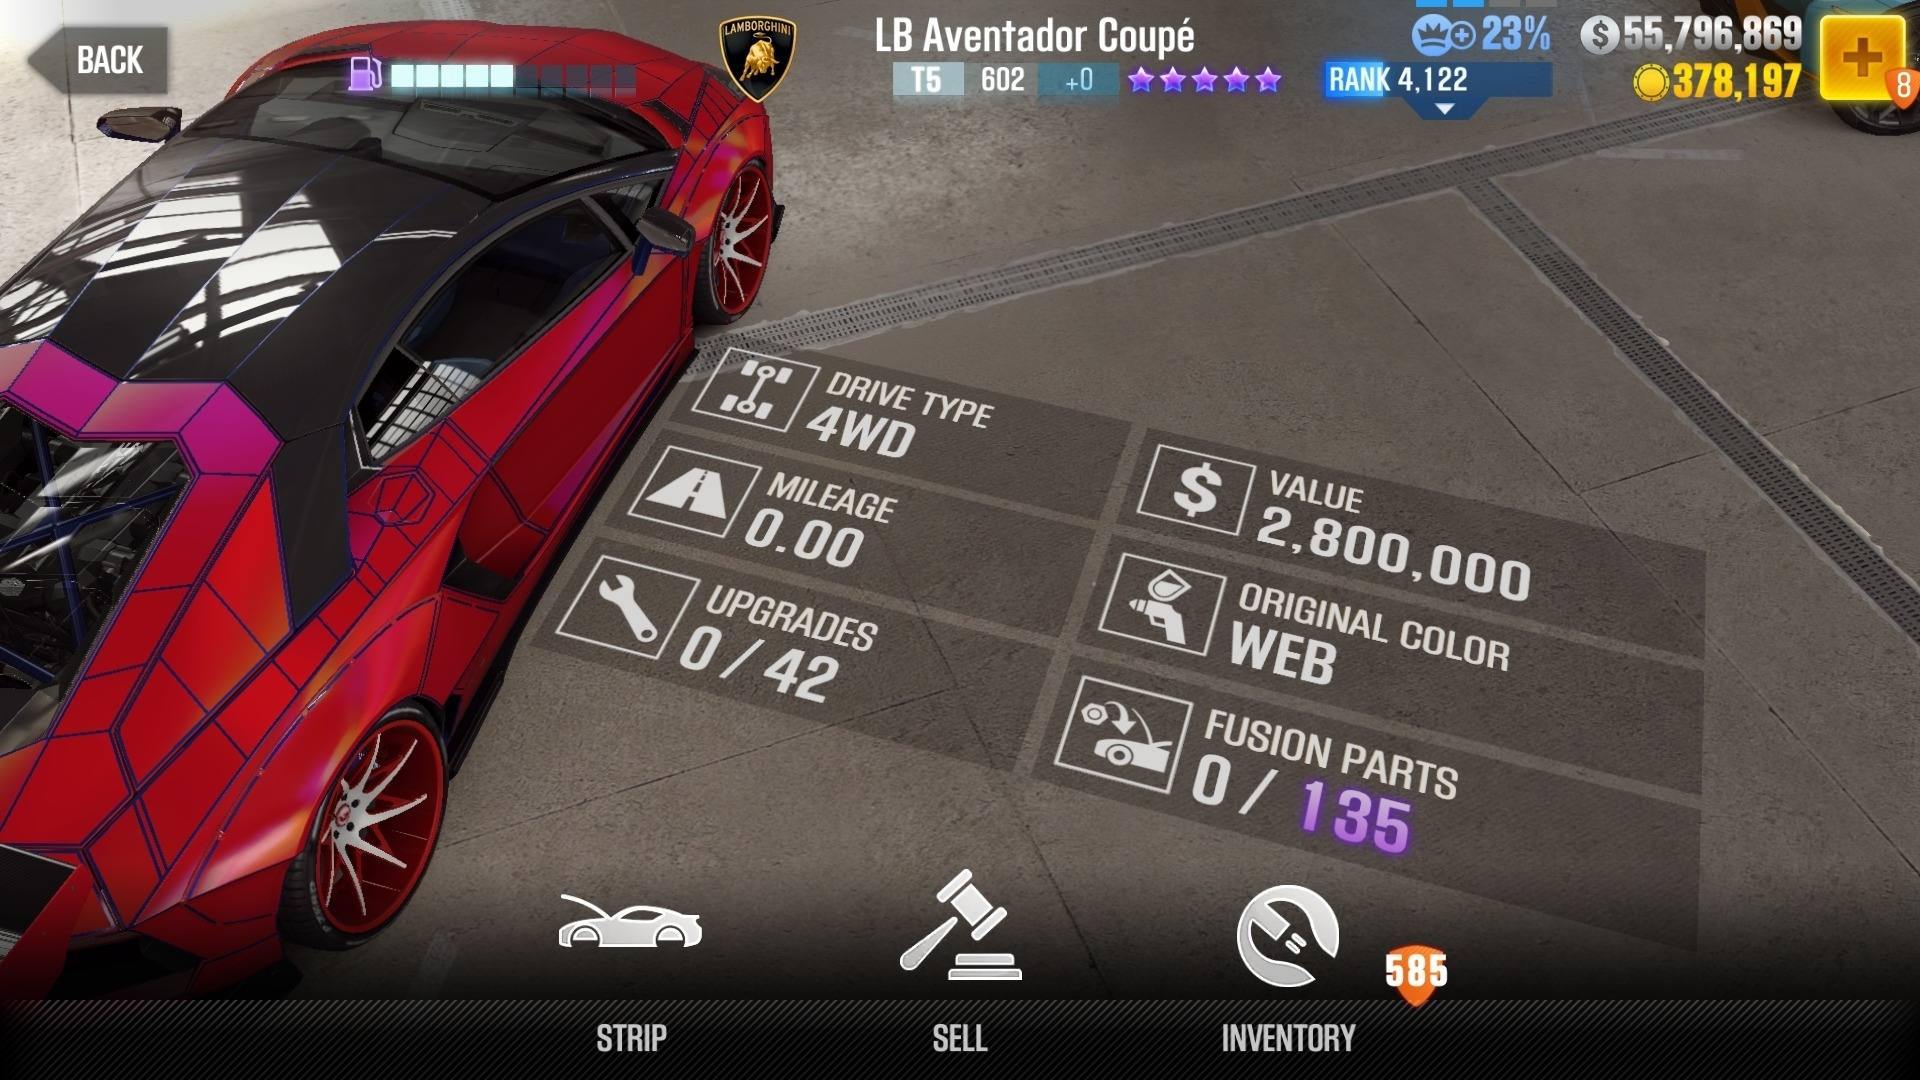 BACK
LAMBORGHINI
LB Aventador Coupé
T5 602 +0
23%
RANK 4,122
$55,796,869
378,197
8
DRIVE TYPE
4WD
MILEAGE
0.00
UPGRADES
0/42
$
VALUE
2,800,000
ORIGINAL COLOR
WEB
FUSION PARTS
0/ 135
585
STRIP
SELL
INVENTORY